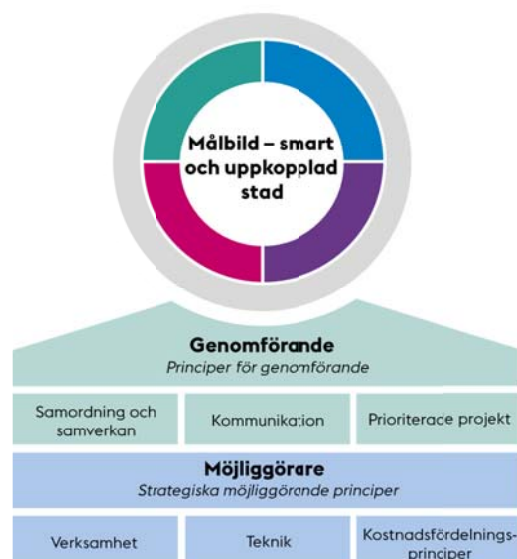 Målbild – smart
och uppkopplad
stad
Genomförande
Principer för genomförande
Samordning och
samverkan
Kommunikation
Prioriterace projekt
Möjliggörare
Strategiska möjliggörande principer
Verksamhet
Teknik
Kostnadsfördelnings-
principer